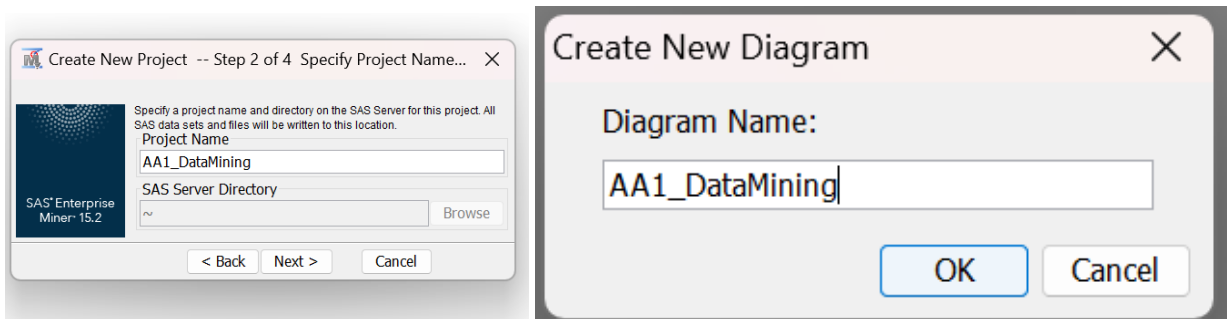 Create New Project -- Step 2 of 4 Specify Project Name...
Specify a project name and directory on the SAS Server for this project. All
SAS data sets and files will be written to this location.
Project Name
AA1_DataMining
SAS Server Directory
~
Browse
SAS® Enterprise
Miner™ 15.2
< Back
Next >
Cancel
Create New Diagram
Diagram Name:
AA1_DataMining
OK
Cancel